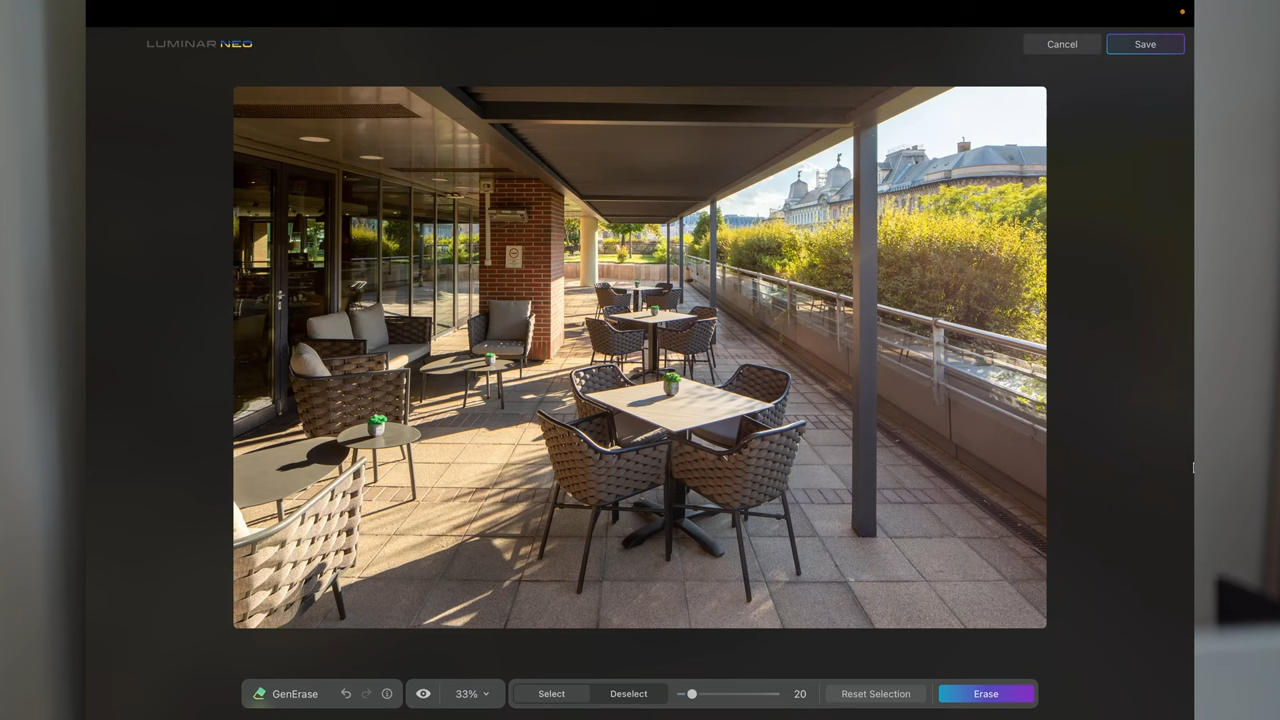 LUMINAR NEO
Cancel
Save
GenErase
33%
Select
Deselect
20
Reset Selection
Erase